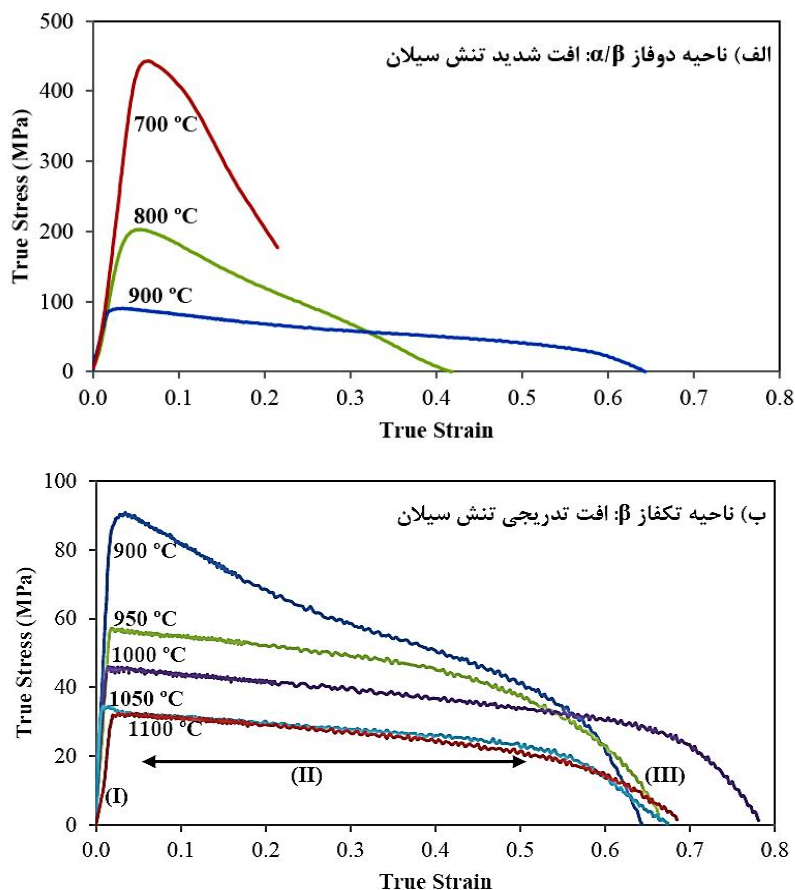 الف) ناحیه دوفاز α/β: افت شدید تنش سیلان
500
400
300
200
100
0
True Stress (MPa)
700 ºC
800 ºC
900 ºC
0.0 0.1 0.2 0.3 0.4 0.5 0.6 0.7 0.8
True Strain
ب) ناحیه تکفاز β: افت تدریجی تنش سیلان
100
80
60
40
20
0
True Stress (MPa)
900 ºC
950 ºC
1000 ºC
1050 ºC
1100 ºC
(I)
(II)
(III)
0.0 0.1 0.2 0.3 0.4 0.5 0.6 0.7 0.8
True Strain